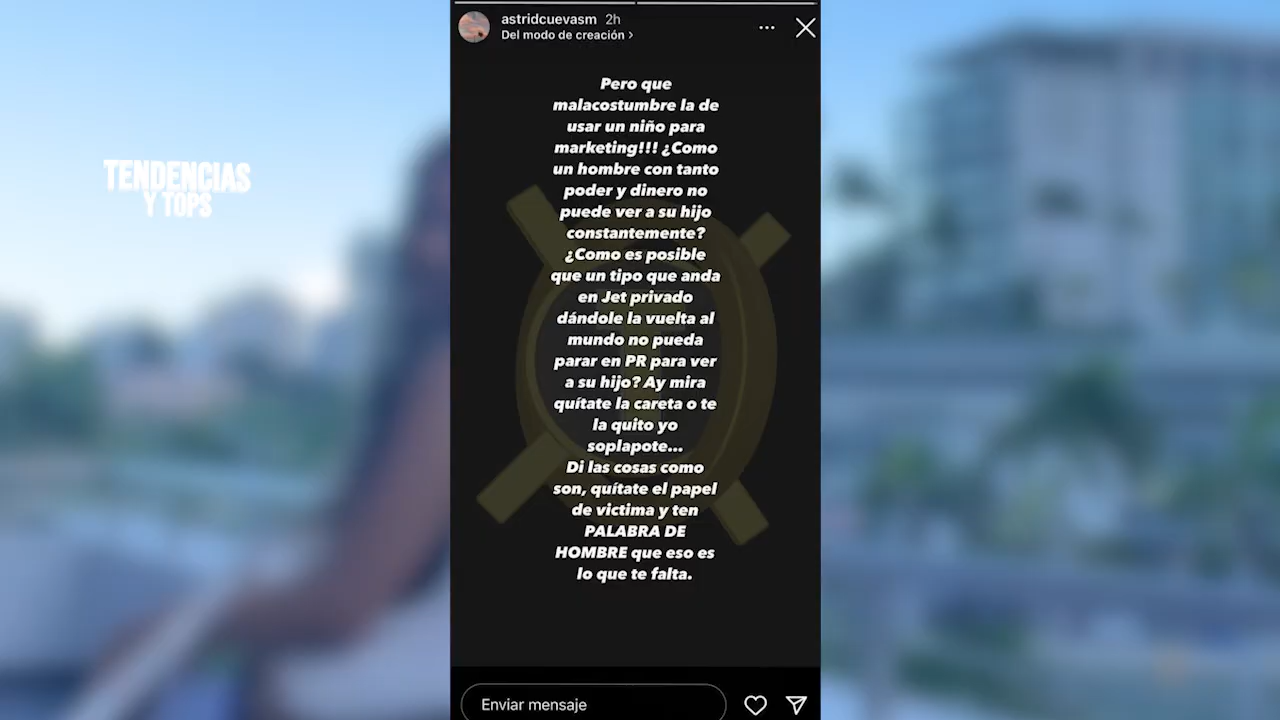 astridcuevasm 2h
Del modo de creación >
TENDENCIAS
Y TOPS
Pero que
malacostumbre la de
usar un niño para
marketing!!! ¿Como
un hombre con tanto
poder y dinero no
puede ver a su hijo
constantemente?
¿Como es posible
que un tipo que anda
en Jet privado
dándole la vuelta al
mundo no pueda
parar en PR para ver
a su hijo? Ay mira
quítate la careta o te
la quito yo
soplapote...
Di las cosas como
son, quítate el papel
de victima y ten
PALABRA DE
HOMBRE que eso es
lo que te falta.
Enviar mensaje